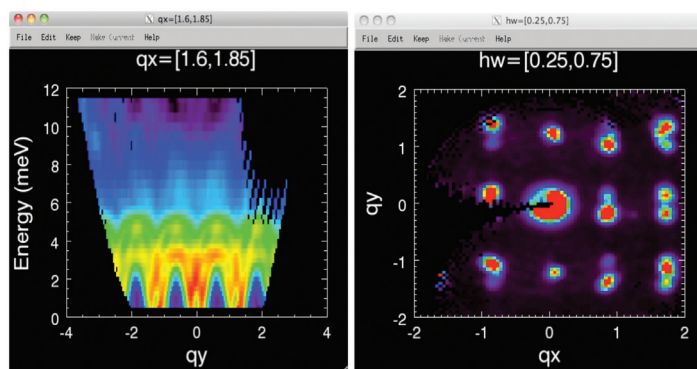 qx=[1.6,1.85]
File Edit Keep Make Current Help
qx=[1.6,1.85]
12
10
8
6
4
2
0
Energy (meV)
-4 -2 0 2 4
qy
hw=[0.25,0.75]
File Edit Keep Make Current Help
hw=[0.25,0.75]
2
1
0
-1
-2
qy
-1 0 1 2
qx